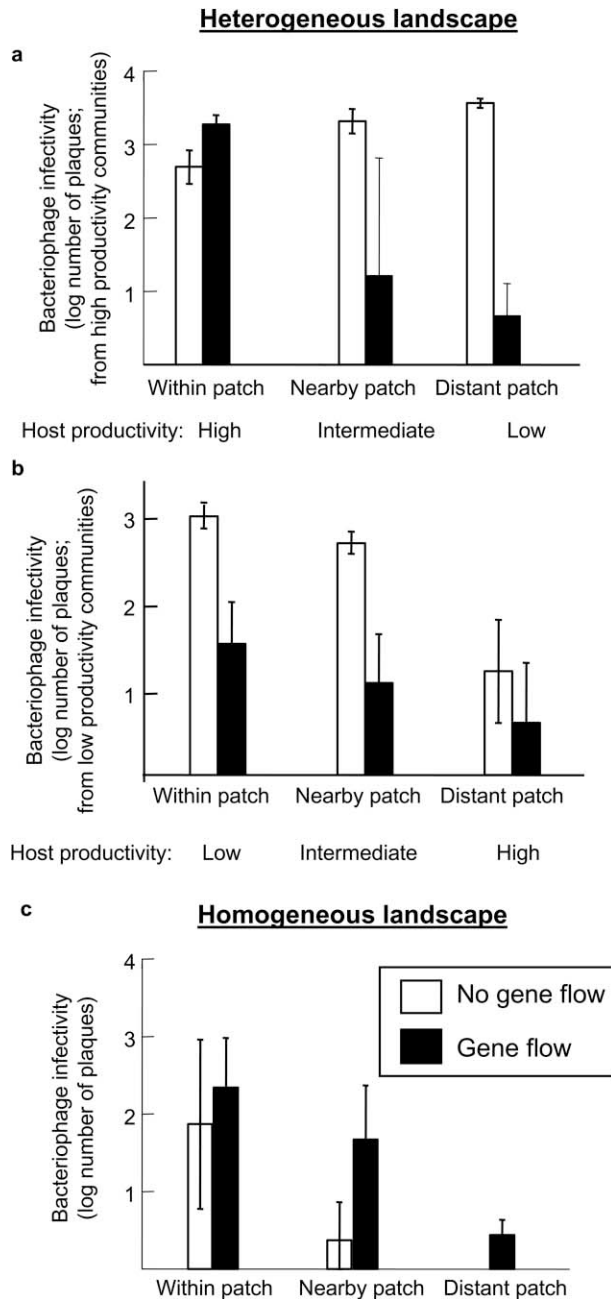 Heterogeneous landscape
a
Bacteriophage infectivity
(log number of plaques;
from high productivity communities)
4
3
2
1
Within patch Nearby patch Distant patch
Host productivity: High Intermediate Low
b
Bacteriophage infectivity
(log number of plaques;
from low productivity communities)
3
2
1
Within patch Nearby patch Distant patch
Host productivity: Low Intermediate High
c
Homogeneous landscape
Bacteriophage infectivity
(log number of plaques)
4
3
2
1
No gene flow
Gene flow
Within patch Nearby patch Distant patch